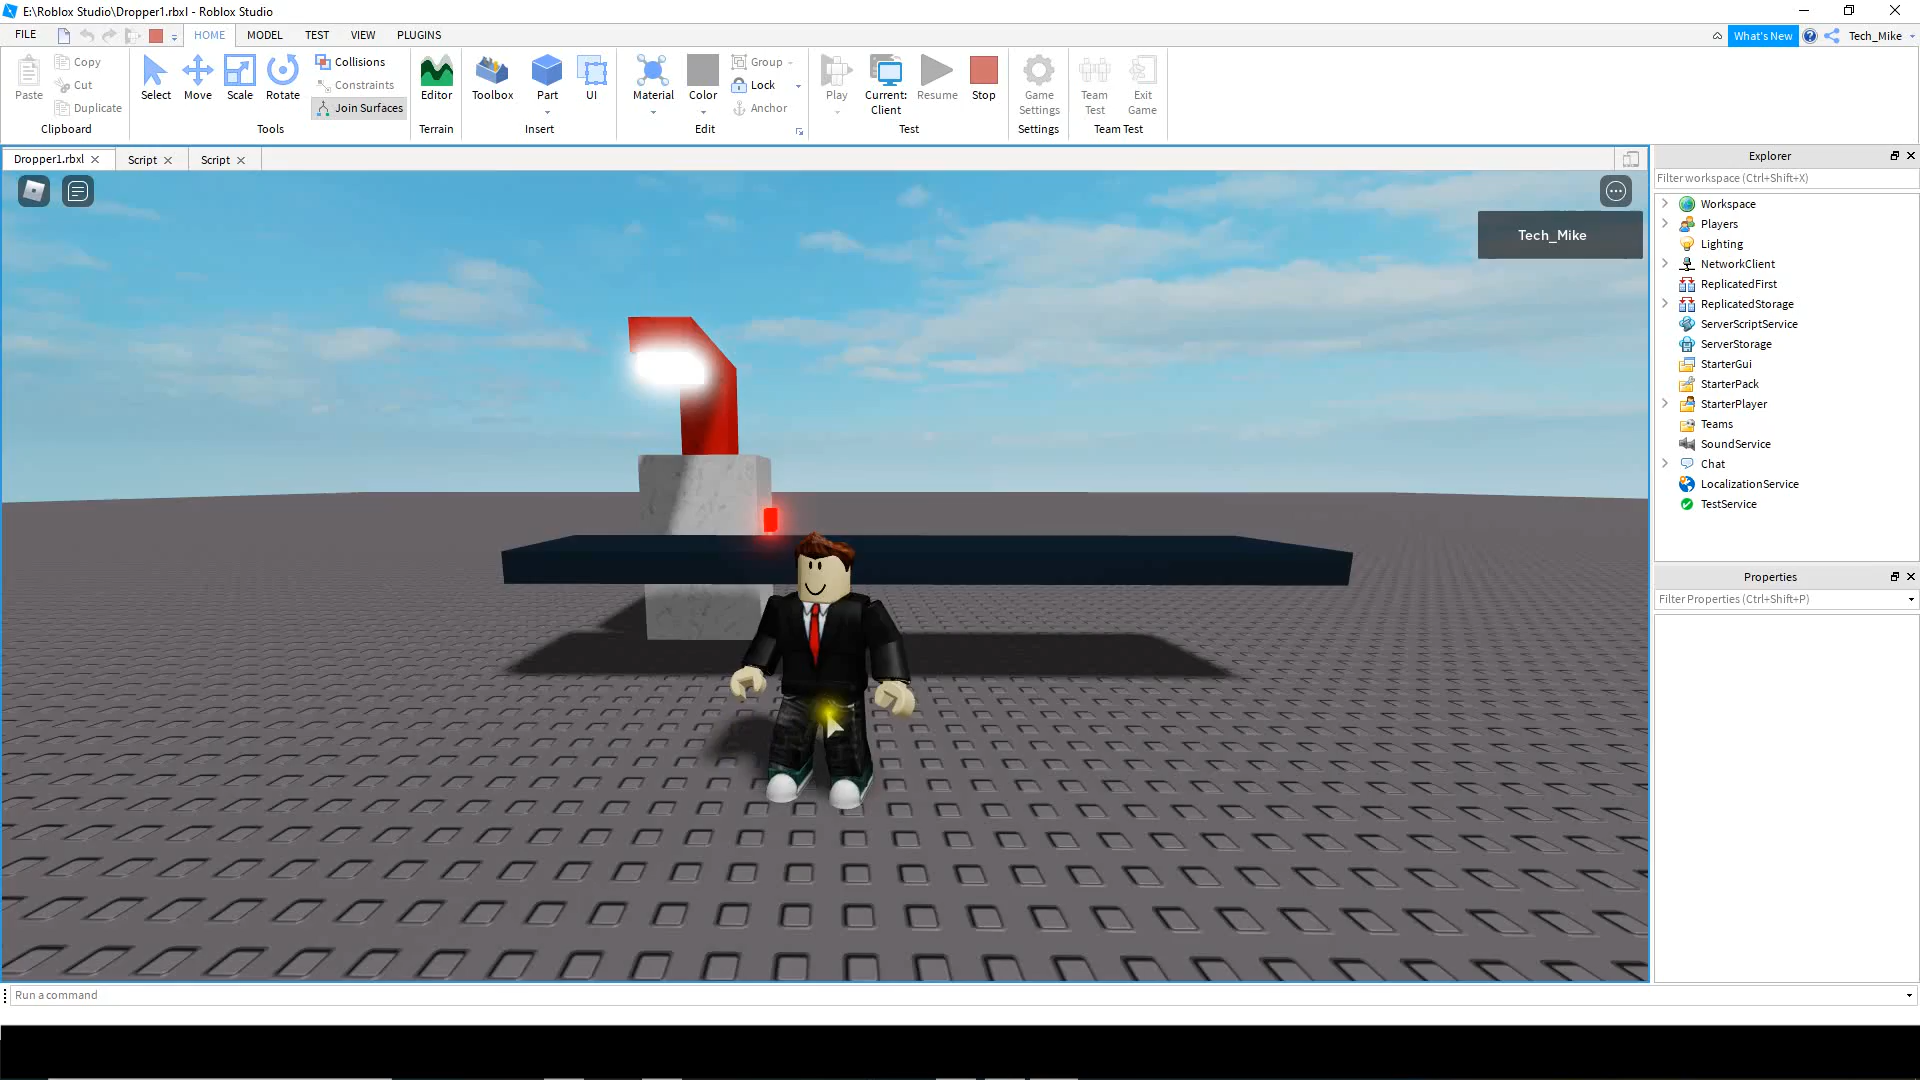 E:\Roblox Studio\Dropper1.rbxl - Roblox Studio
FILE HOME MODEL TEST VIEW PLUGINS What's New Tech_Mike
Paste Copy Cut Duplicate
Select Move Scale Rotate
Collisions
Constraints
Join Surfaces
Editor Toolbox Part UI Material Color
Group
Lock
Anchor
Play Current: Client Resume Stop
Game Settings
Team Test
Exit Game
Clipboard Tools Terrain Insert Edit Test Settings Team Test
Dropper1.rbxl Script Script
Tech_Mike
Explorer
Filter workspace (Ctrl+Shift+X)
Workspace
Players
Lighting
NetworkClient
ReplicatedFirst
ReplicatedStorage
ServerScriptService
ServerStorage
StarterGui
StarterPack
StarterPlayer
Teams
SoundService
Chat
LocalizationService
TestService
Properties
Filter Properties (Ctrl+Shift+P)
Run a command